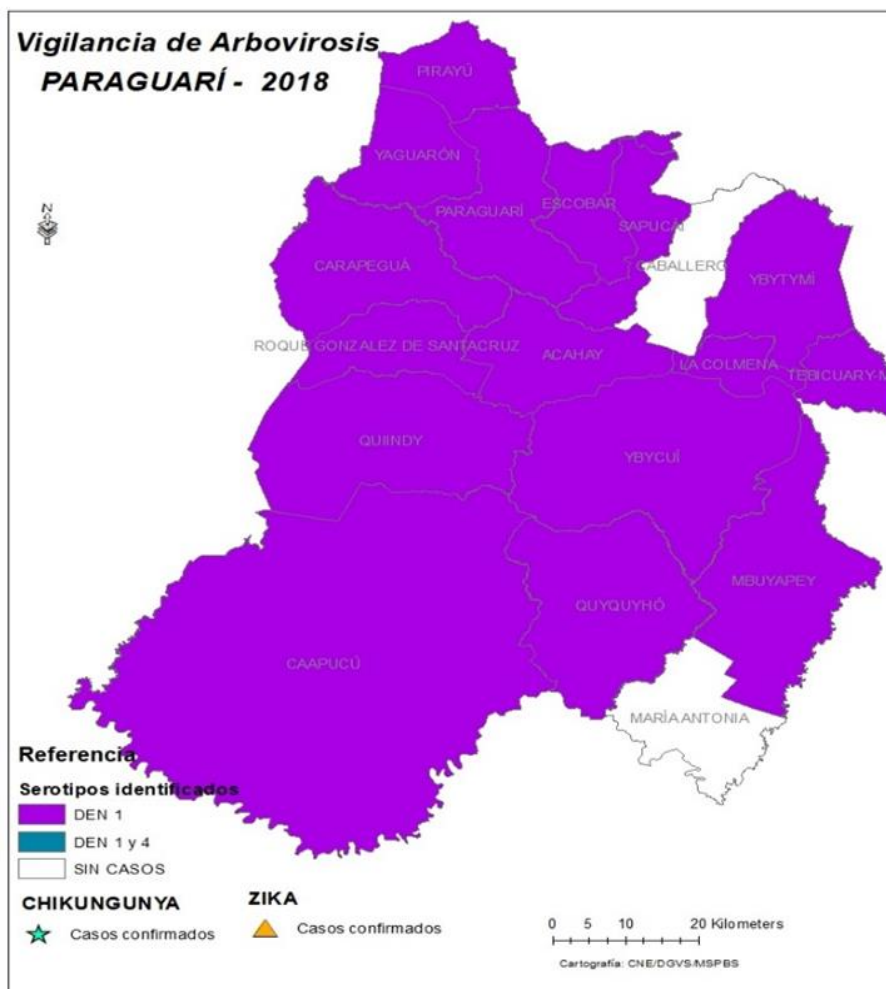 Vigilancia de Arbovirosis
PARAGUARÍ - 2018
PIRAYÚ
N
YAGUARÓN
ESCOBAR
PARAGUARÍ
SAPUCÁI
CARAPEGUÁ
CABALLERO
YBYTYMÍ
ROQUE GONZALEZ DE SANTACRUZ
ACAHAY
LA COLMENA
TEBICUARY-M
QUIINDY
YBYCUÍ
MBUYAPEY
QUYQUYHÓ
CAAPUCÚ
MARÍA ANTONIA
Referencia
Serotipos identificados
DEN 1
DEN 1 y 4
SIN CASOS
CHIKUNGUNYA
Casos confirmados
ZIKA
Casos confirmados
0 5 10 20 Kilometers
Cartografía: CNE/DGVS/MSPBS